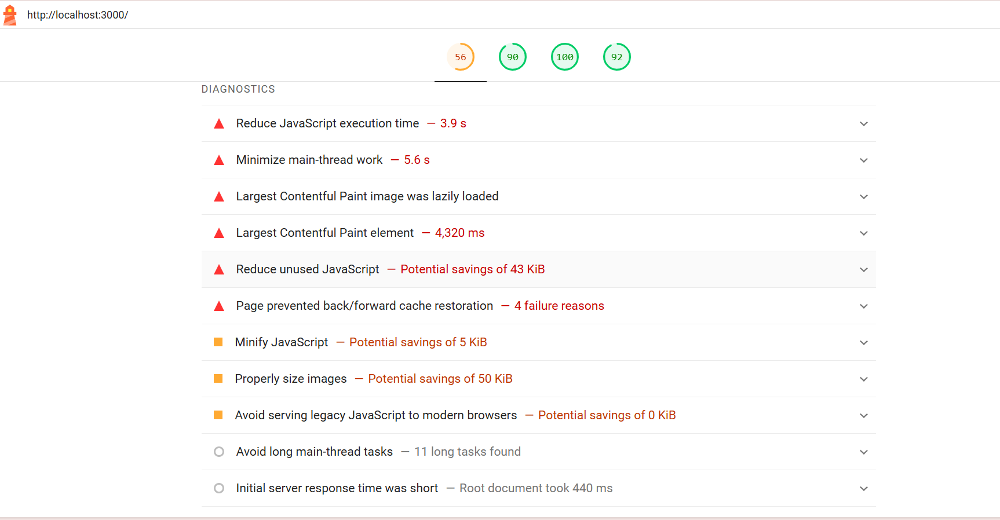 http://localhost:3000/
56 90 100 92
DIAGNOSTICS
Reduce JavaScript execution time — 3.9 s
Minimize main-thread work — 5.6 s
Largest Contentful Paint image was lazily loaded
Largest Contentful Paint element — 4,320 ms
Reduce unused JavaScript — Potential savings of 43 KiB
Page prevented back/forward cache restoration — 4 failure reasons
Minify JavaScript — Potential savings of 5 KiB
Properly size images — Potential savings of 50 KiB
Avoid serving legacy JavaScript to modern browsers — Potential savings of 0 KiB
Avoid long main-thread tasks — 11 long tasks found
Initial server response time was short — Root document took 440 ms